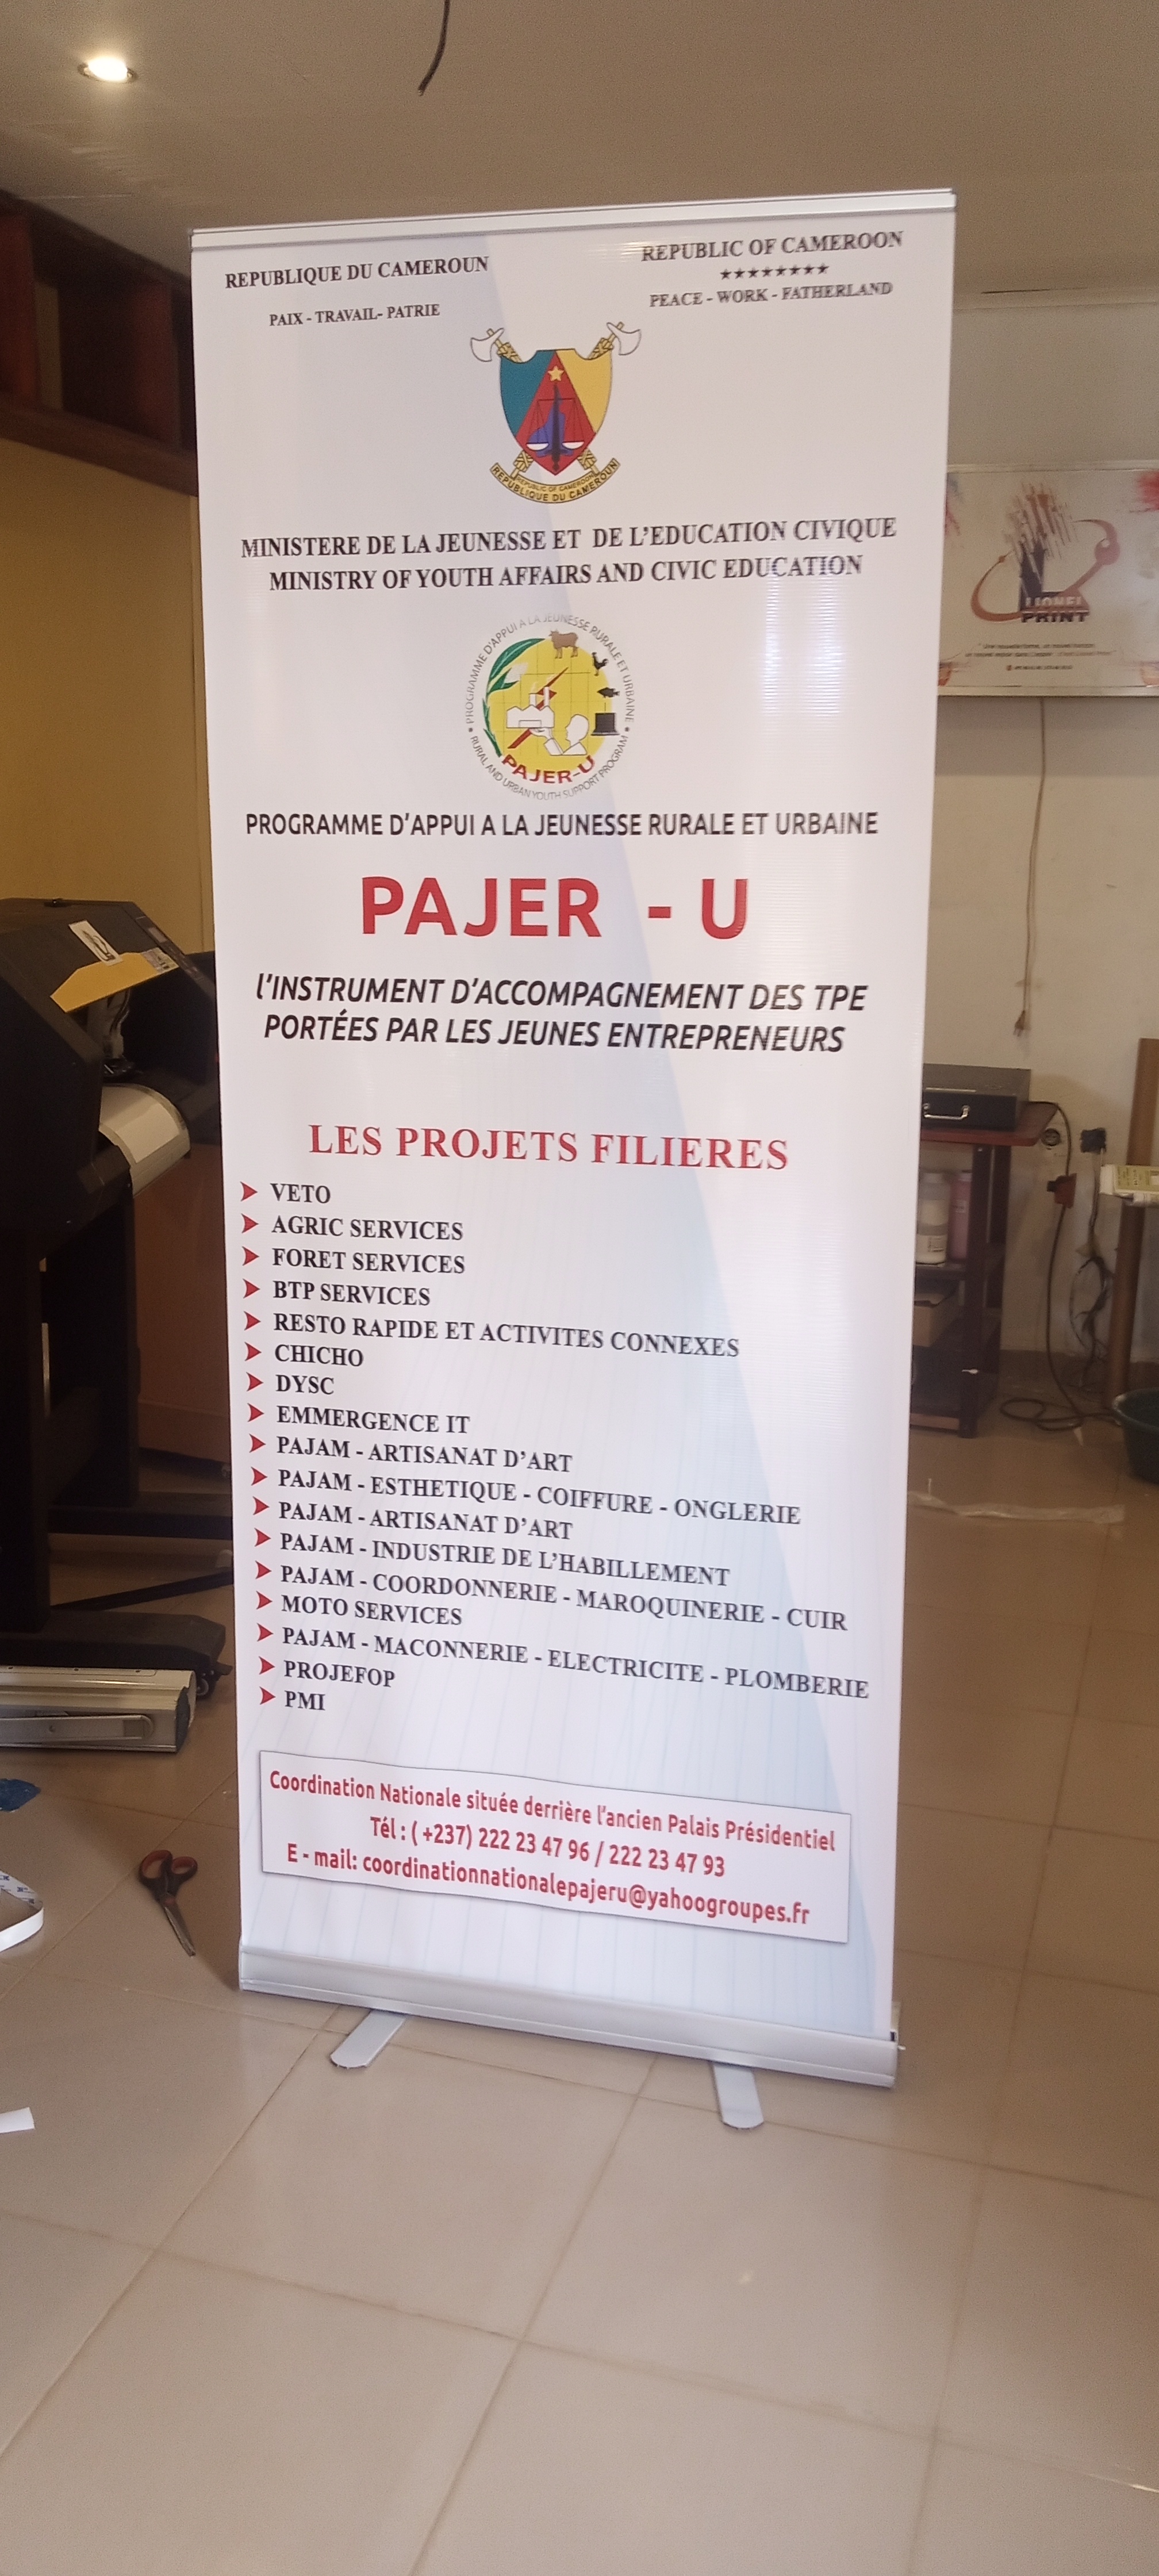 REPUBLIQUE DU CAMEROUN
PAIX - TRAVAIL- PATRIE
REPUBLIC OF CAMEROON
★★★★★★★★
PEACE - WORK - FATHERLAND
REPUBLIC OF CAMEROON
REPUBLIQUE DU CAMEROUN
MINISTERE DE LA JEUNESSE ET DE L'EDUCATION CIVIQUE
MINISTRY OF YOUTH AFFAIRS AND CIVIC EDUCATION
PROGRAMME D'APPUI A LA JEUNESSE RURALE ET URBAINE
PAJER-U
RURAL AND URBAN YOUTH SUPPORT PROGRAM
PROGRAMME D'APPUI A LA JEUNESSE RURALE ET URBAINE
PAJER - U
l'INSTRUMENT D'ACCOMPAGNEMENT DES TPE
PORTÉES PAR LES JEUNES ENTREPRENEURS
LES PROJETS FILIERES
VETO
AGRIC SERVICES
FORET SERVICES
BTP SERVICES
RESTO RAPIDE ET ACTIVITES CONNEXES
CHICHO
DYSC
EMMERGENCE IT
PAJAM - ARTISANAT D'ART
PAJAM - ESTHETIQUE - COIFFURE - ONGLERIE
PAJAM - ARTISANAT D'ART
PAJAM - INDUSTRIE DE L'HABILLEMENT
PAJAM - COORDONNERIE - MAROQUINERIE - CUIR
MOTO SERVICES
PAJAM - MACONNERIE - ELECTRICITE - PLOMBERIE
PROJEFOP
PMI
Coordination Nationale située derrière l'ancien Palais Présidentiel
Tél : ( +237) 222 23 47 96 / 222 23 47 93
E - mail: coordinationnationalepajeru@yahoogroupes.fr
LIONEL
PRINT